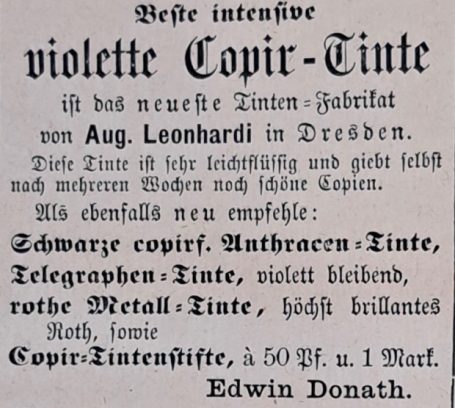 Beste intensive
violette Copir-Tinte
ist das neueste Tinten-Fabrikat
von Aug. Leonhardi in Dresden.
Diese Tinte ist sehr leichtflüssig und giebt selbst
nach mehreren Wochen noch schöne Copien.
Als ebenfalls neu empfehle:
Schwarze copirf. Anthracen-Tinte,
Telegraphen-Tinte, violett bleibend,
rothe Metall-Tinte, höchst brillantes
Roth, sowie
Copir-Tintenstifte, à 50 Pf. u. 1 Mark.
Edwin Donath.